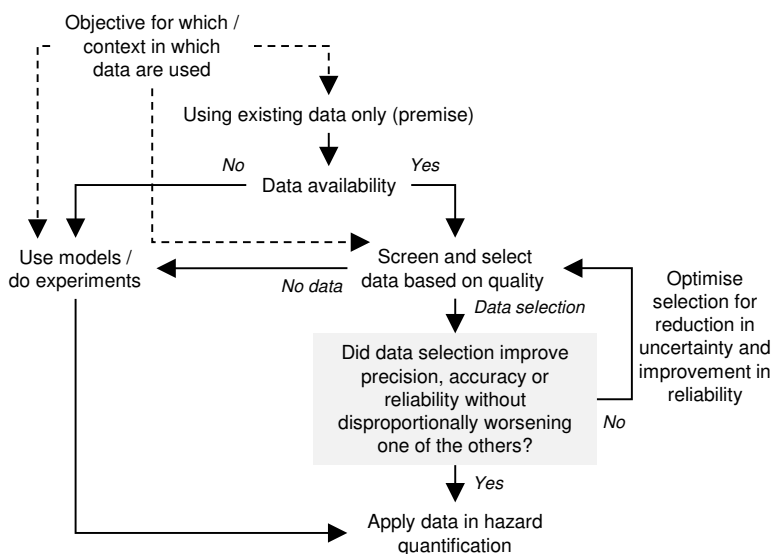 Objective for which /
context in which
data are used
Using existing data only (premise)
No
Yes
Data availability
Use models /
do experiments
Screen and select
data based on quality
No data
Data selection
Optimise
selection for
reduction in
uncertainty and
improvement in
reliability
Did data selection improve
precision, accuracy or
reliability without
disproportionally worsening
one of the others?
No
Yes
Apply data in hazard
quantification